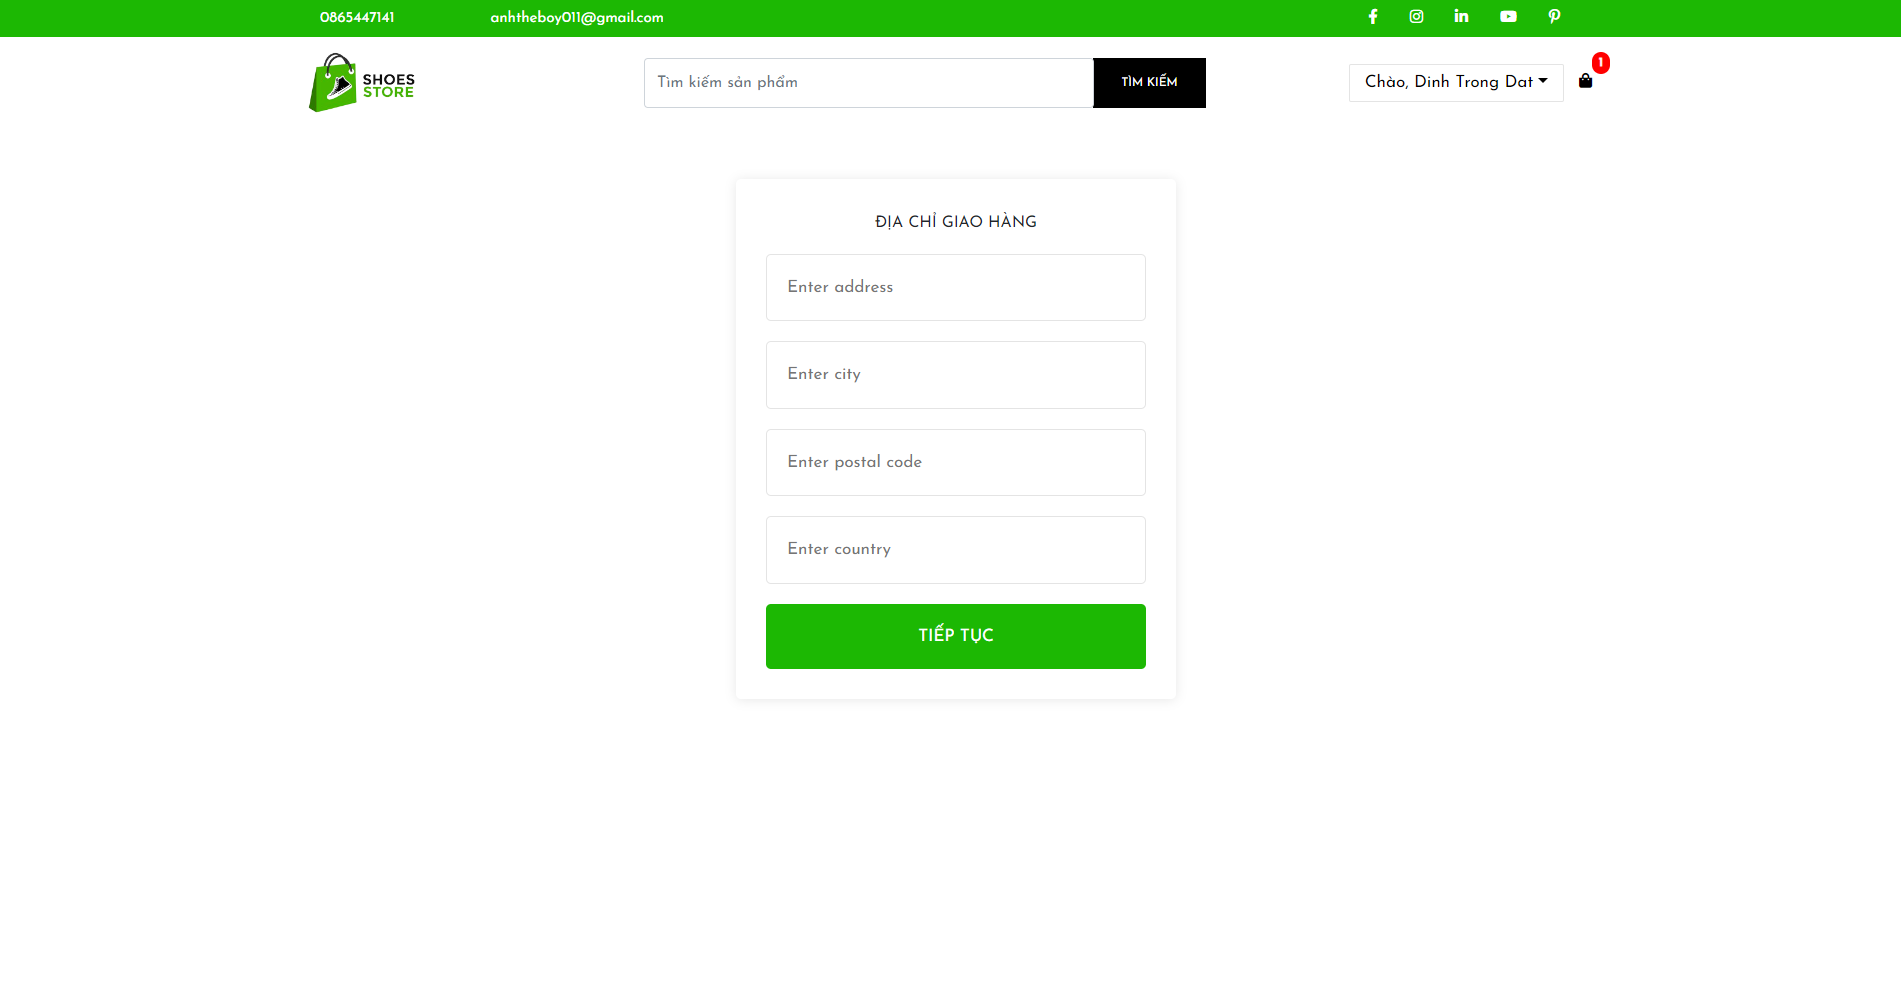 0865447141 anhtheboy011@gmail.com
SHOES
STORE
Tìm kiếm sản phẩm
TÌM KIẾM
Chào, Dinh Trong Dat
1
ĐỊA CHỈ GIAO HÀNG
Enter address
Enter city
Enter postal code
Enter country
TIẾP TỤC